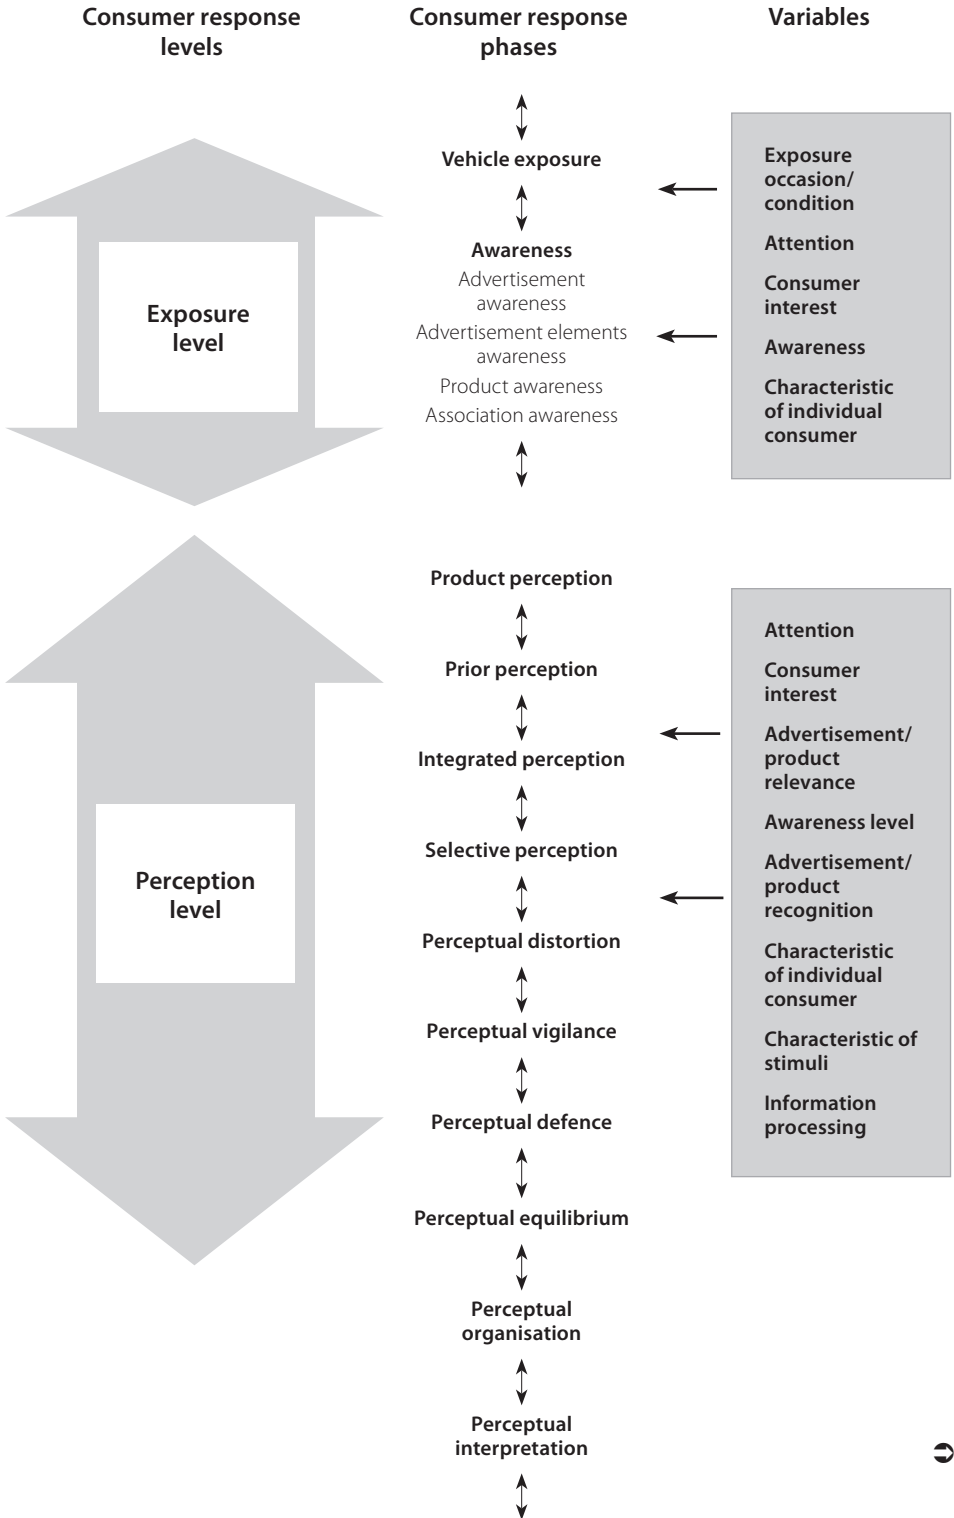 Consumer response
levels
Consumer response
phases
Variables
Exposure
level
Vehicle exposure
Awareness
Advertisement
awareness
Advertisement elements
awareness
Product awareness
Association awareness
Exposure
occasion/
condition
Attention
Consumer
interest
Awareness
Characteristic
of individual
consumer
Perception
level
Product perception
Prior perception
Integrated perception
Selective perception
Perceptual distortion
Perceptual vigilance
Perceptual defence
Perceptual equilibrium
Perceptual
organisation
Perceptual
interpretation
Attention
Consumer
interest
Advertisement/
product
relevance
Awareness level
Advertisement/
product
recognition
Characteristic
of individual
consumer
Characteristic of
stimuli
Information
processing